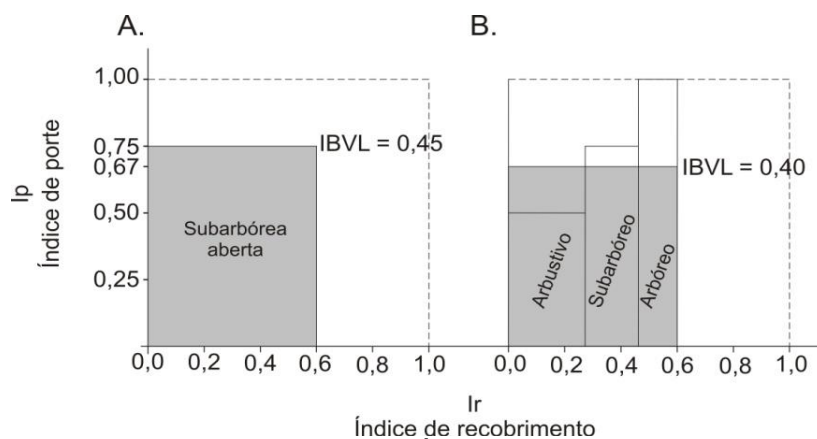 A.
Ip
Índice de porte
1,00
0,75
0,67
0,50
0,25
IBVL = 0,45
Subarbórea
aberta
0,0 0,2 0,4 0,6 0,8 1,0
B.
IBVL = 0,40
Arbustivo
Subarbóreo
Arbóreo
0,0 0,2 0,4 0,6 0,8 1,0
Ir
Índice de recobrimento